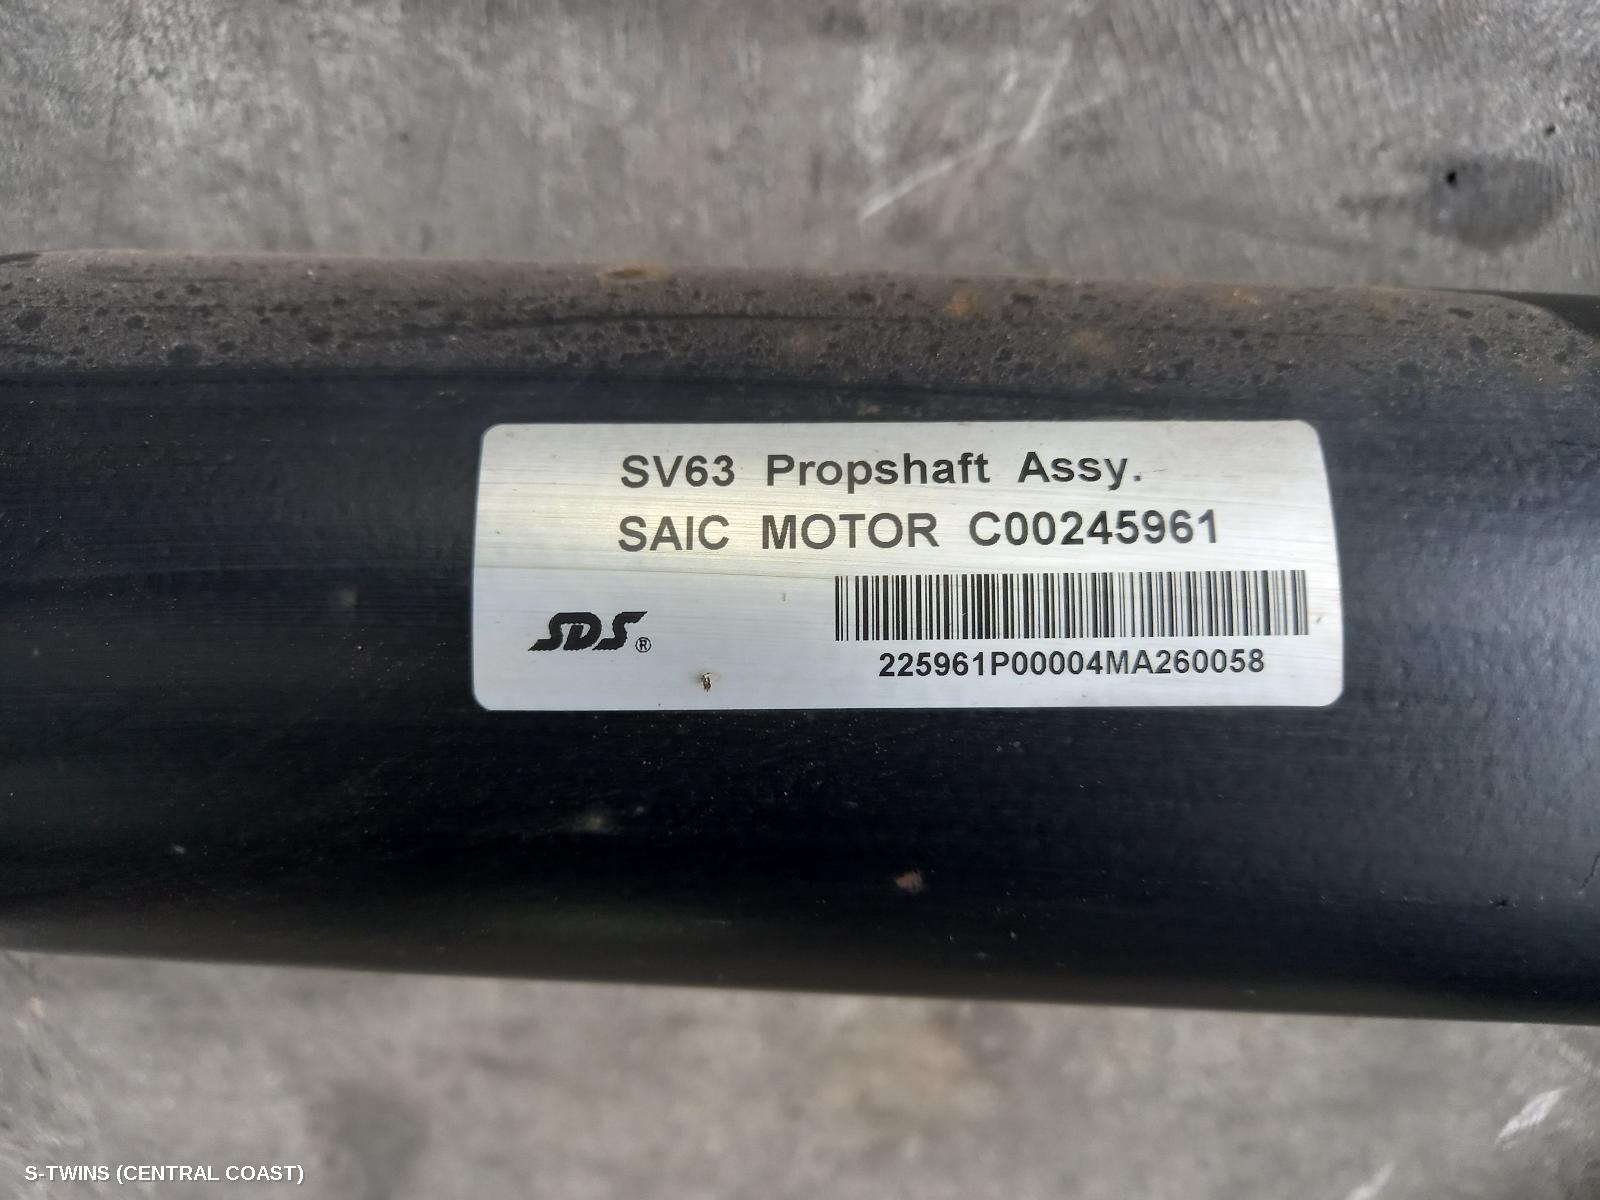 SV63 Propshaft Assy.
SAIC MOTOR C00245961
SDS®
225961P00004MA260058
S-TWINS (CENTRAL COAST)